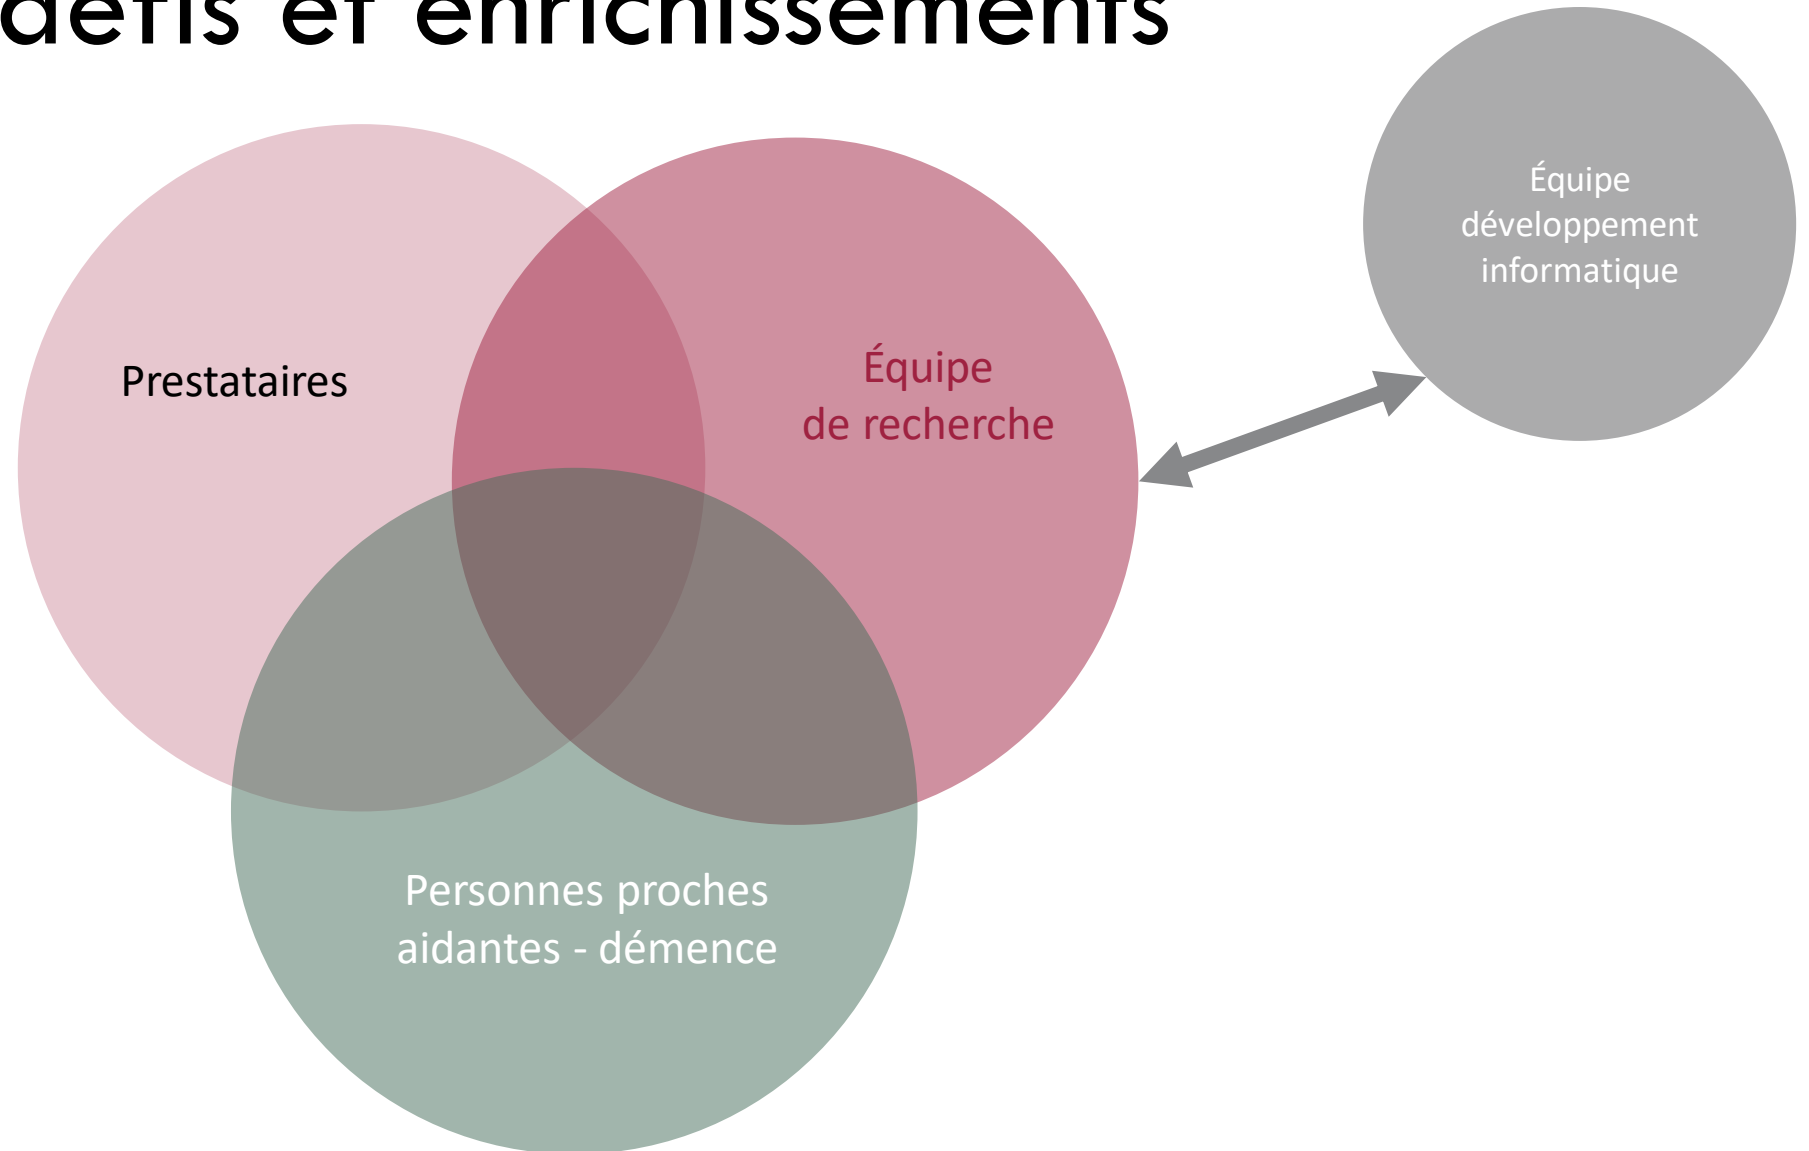 défis et enrichissements
Équipe
développement
informatique
Prestataires
Équipe
de recherche
Personnes proches
aidantes - démence